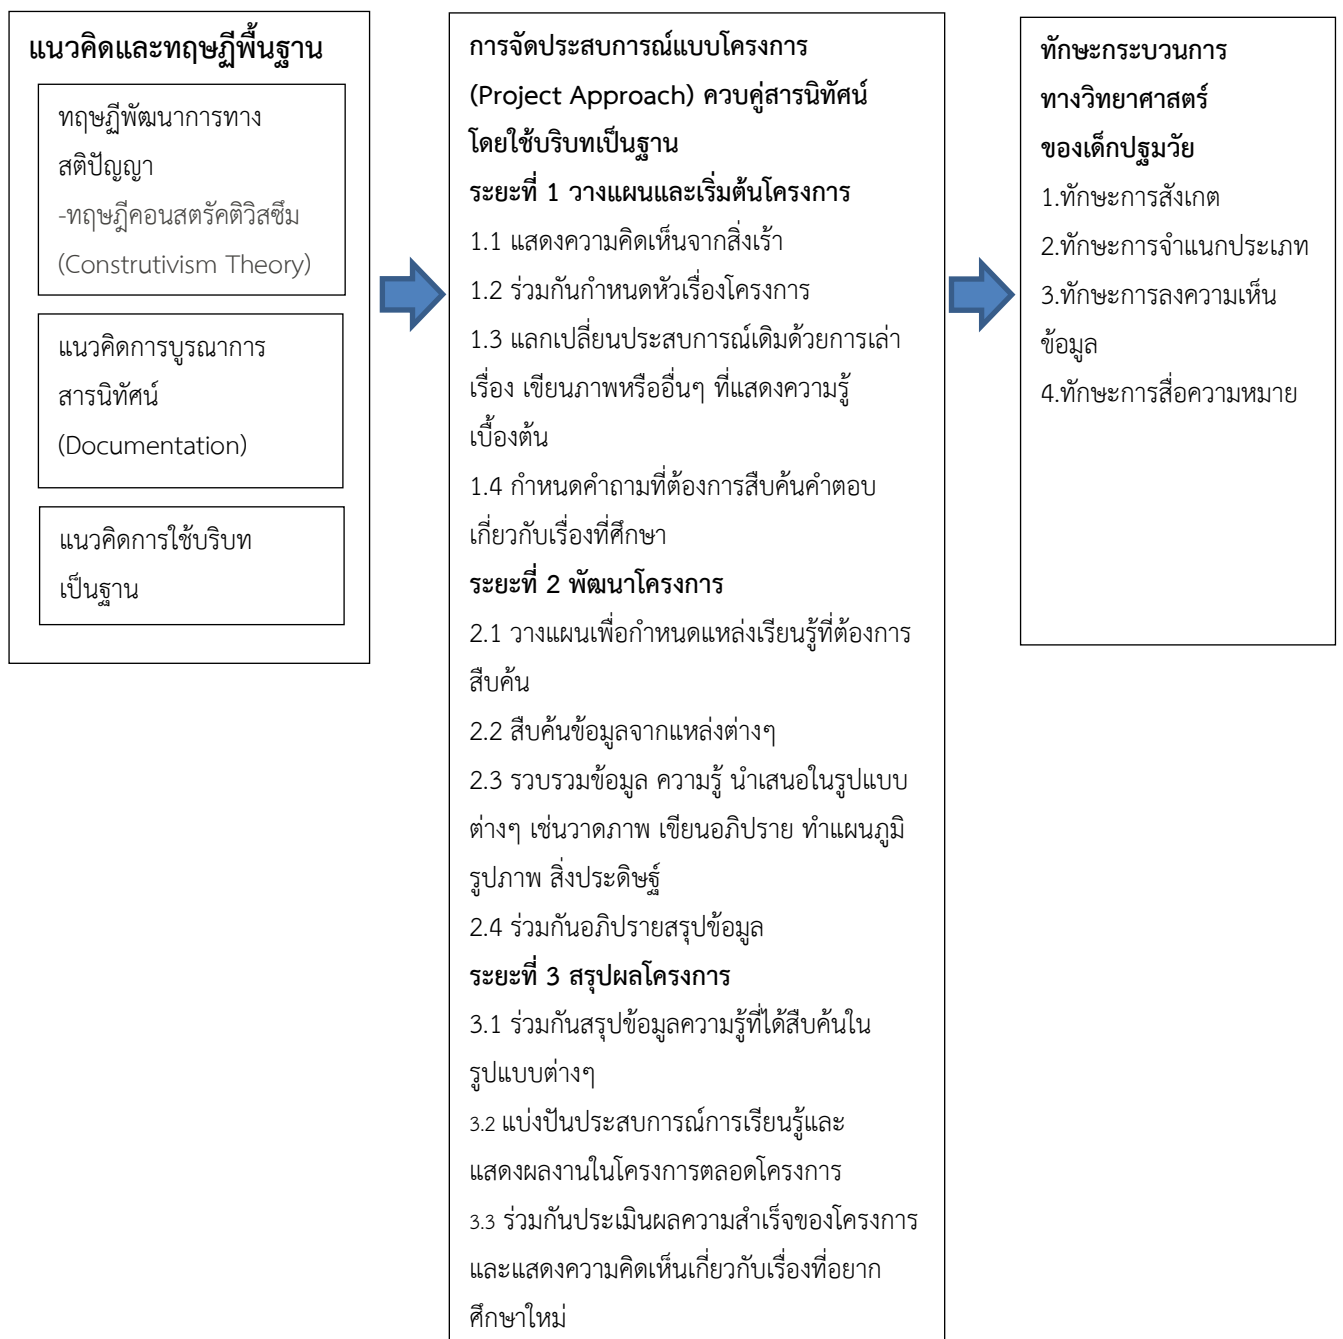 แนวคิดและทฤษฏีพื้นฐาน
ทฤษฏีพัฒนาการทาง
สติปัญญา
-ทฤษฎีคอนสตรัคติวิสซึม
(Construtivism Theory)
แนวคิดการบูรณาการ
สารนิทัศน์
(Documentation)
แนวคิดการใช้บริบท
เป็นฐาน
การจัดประสบการณ์แบบโครงการ
(Project Approach) ควบคู่สารนิทัศน์
โดยใช้บริบทเป็นฐาน
ระยะที่ 1 วางแผนและเริ่มต้นโครงการ
1.1 แสดงความคิดเห็นจากสิ่งเร้า
1.2 ร่วมกันกำหนดหัวเรื่องโครงการ
1.3 แลกเปลี่ยนประสบการณ์เดิมด้วยการเล่า
เรื่อง เขียนภาพหรืออื่นๆ ที่แสดงความรู้
เบื้องต้น
1.4 กำหนดคำถามที่ต้องการสืบค้นคำตอบ
เกี่ยวกับเรื่องที่ศึกษา
ระยะที่ 2 พัฒนาโครงการ
2.1 วางแผนเพื่อกำหนดแหล่งเรียนรู้ที่ต้องการ
สืบค้น
2.2 สืบค้นข้อมูลจากแหล่งต่างๆ
2.3 รวบรวมข้อมูล ความรู้ นำเสนอในรูปแบบ
ต่างๆ เช่นวาดภาพ เขียนอภิปราย ทำแผนภูมิ
รูปภาพ สิ่งประดิษฐ์
2.4 ร่วมกันอภิปรายสรุปข้อมูล
ระยะที่ 3 สรุปผลโครงการ
3.1 ร่วมกันสรุปข้อมูลความรู้ที่ได้สืบค้นใน
รูปแบบต่างๆ
3.2 แบ่งปันประสบการณ์การเรียนรู้และ
แสดงผลงานในโครงการตลอดโครงการ
3.3 ร่วมกันประเมินผลความสำเร็จของโครงการ
และแสดงความคิดเห็นเกี่ยวกับเรื่องที่อยาก
ศึกษาใหม่
ทักษะกระบวนการ
ทางวิทยาศาสตร์
ของเด็กปฐมวัย
1.ทักษะการสังเกต
2.ทักษะการจำแนกประเภท
3.ทักษะการลงความเห็น
ข้อมูล
4.ทักษะการสื่อความหมาย